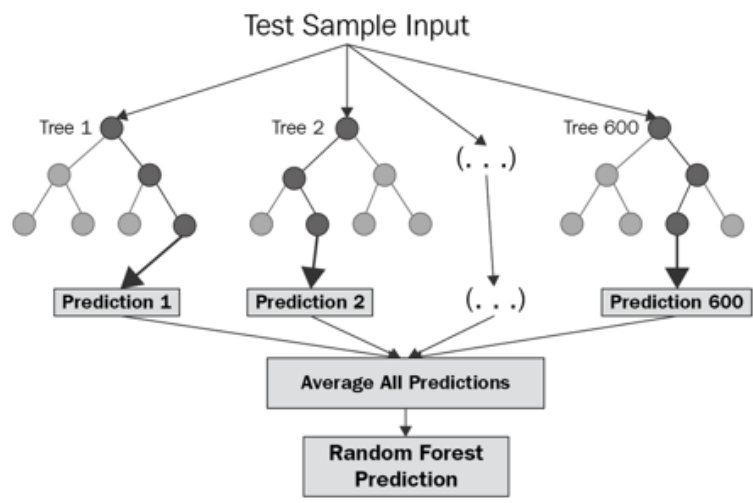 Test Sample Input
Tree 1
Tree 2
Tree 600
(. . .)
Prediction 1
Prediction 2
(. . .)
Prediction 600
Average All Predictions
Random Forest
Prediction